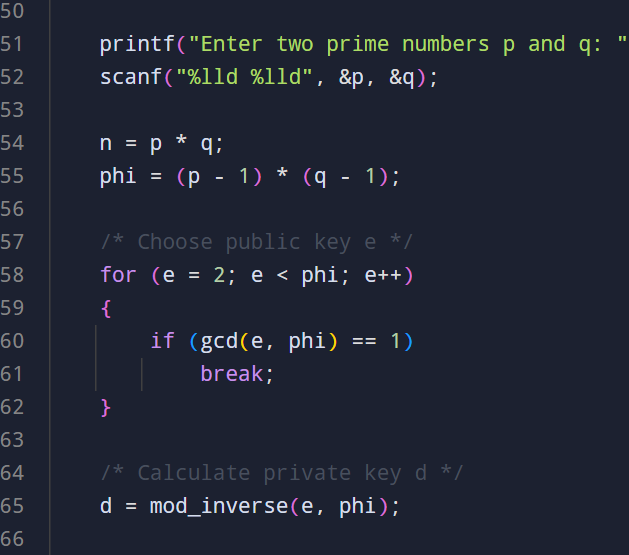 50
51 printf("Enter two prime numbers p and q: "
52 scanf("%lld %lld", &p, &q);
53
54 n = p * q;
55 phi = (p - 1) * (q - 1);
56
57 /* Choose public key e */
58 for (e = 2; e < phi; e++)
59 {
60 if (gcd(e, phi) == 1)
61 break;
62 }
63
64 /* Calculate private key d */
65 d = mod_inverse(e, phi);
66